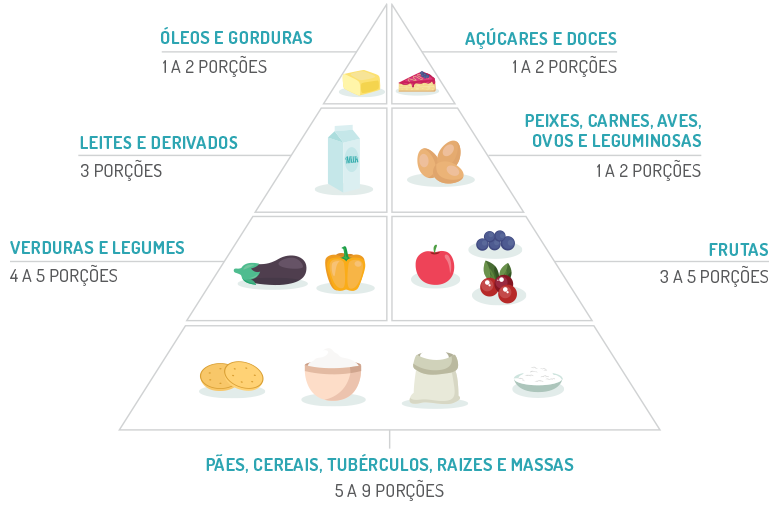 ÓLEOS E GORDURAS
1 A 2 PORÇÕES
AÇÚCARES E DOCES
1 A 2 PORÇÕES
LEITES E DERIVADOS
3 PORÇÕES
MILK
PEIXES, CARNES, AVES,
OVOS E LEGUMINOSAS
1 A 2 PORÇÕES
VERDURAS E LEGUMES
4 A 5 PORÇÕES
FRUTAS
3 A 5 PORÇÕES
PÃES, CEREAIS, TUBÉRCULOS, RAIZES E MASSAS
5 A 9 PORÇÕES